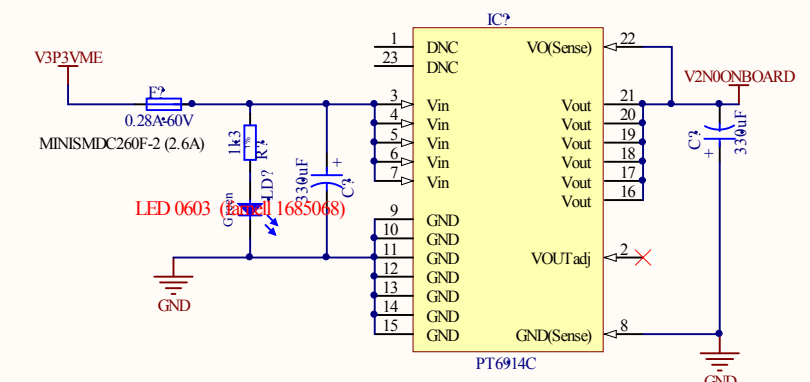 IC?
V3P3VME
F?
0.28A-60V
MINISMDC260F-2 (2.6A)
1k3
1%
R?
LD?
Green
LED 0603 (farnell 1685068)
330uF
+
C?
1 DNC
23 DNC
3 Vin
4 Vin
5 Vin
6 Vin
7 Vin
9 GND
10 GND
11 GND
12 GND
13 GND
14 GND
15 GND
VO(Sense) 22
Vout 21
Vout 20
Vout 19
Vout 18
Vout 17
Vout 16
VOUTadj 2
GND(Sense) 8
PT6914C
V2N0ONBOARD
C?
+
330uF
GND
GND